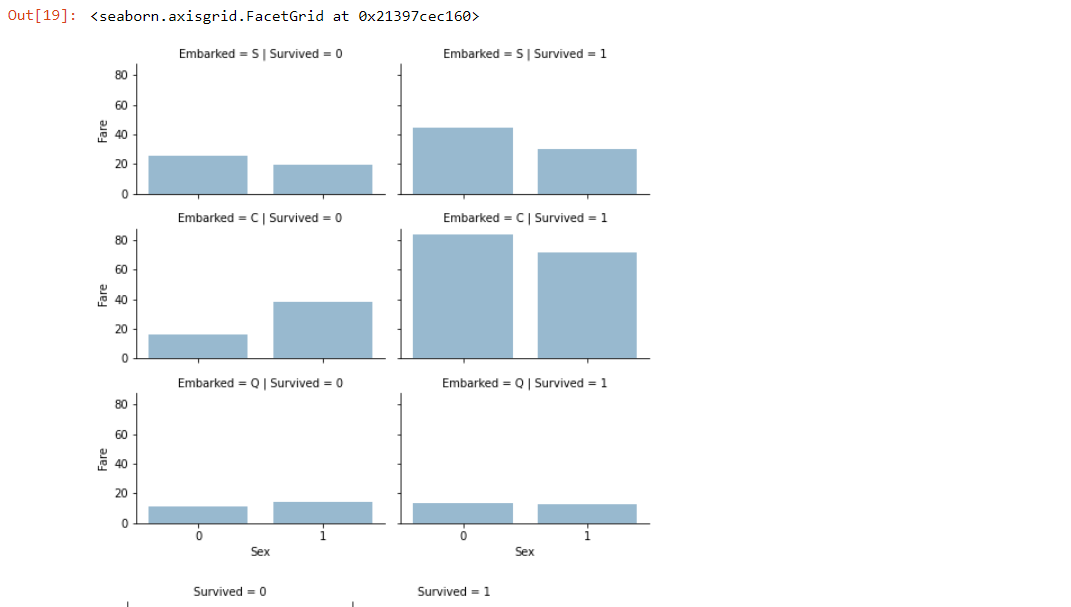 Out[19]: <seaborn.axisgrid.FacetGrid at 0x21397cec160>
Embarked = S | Survived = 0
Embarked = S | Survived = 1
80
60
40
20
0
Fare
Embarked = C | Survived = 0
Embarked = C | Survived = 1
80
60
40
20
0
Fare
Embarked = Q | Survived = 0
Embarked = Q | Survived = 1
80
60
40
20
0
Fare
0 1
0 1
Sex
Sex
Survived = 0
Survived = 1